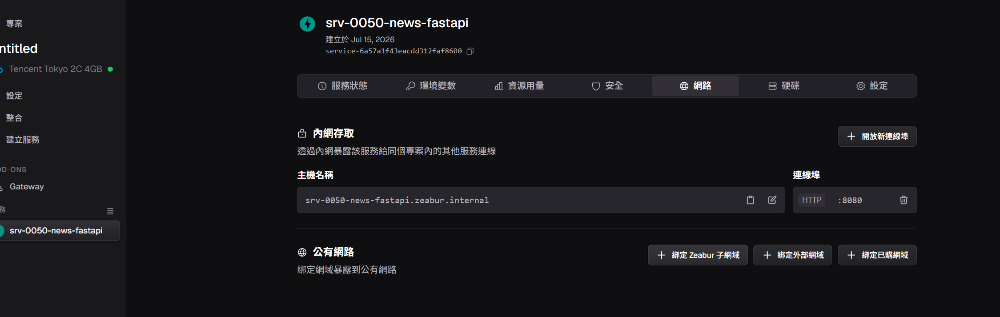 專案
ntitled
Tencent Tokyo 2C 4GB
設定
整合
建立服務
DD-ONS
Gateway
務
srv-0050-news-fastapi
srv-0050-news-fastapi
建立於 Jul 15, 2026
service-6a57a1f43eacdd312faf8600
服務狀態 環境變數 資源用量 安全 網路 硬碟 設定
內網存取
開放新連線埠
透過內網暴露該服務給同個專案內的其他服務連線
主機名稱 連線埠
srv-0050-news-fastapi.zeabur.internal HTTP :8080
公有網路
綁定 Zeabur 子網域 綁定外部網域 綁定已購網域
綁定網域暴露到公有網路